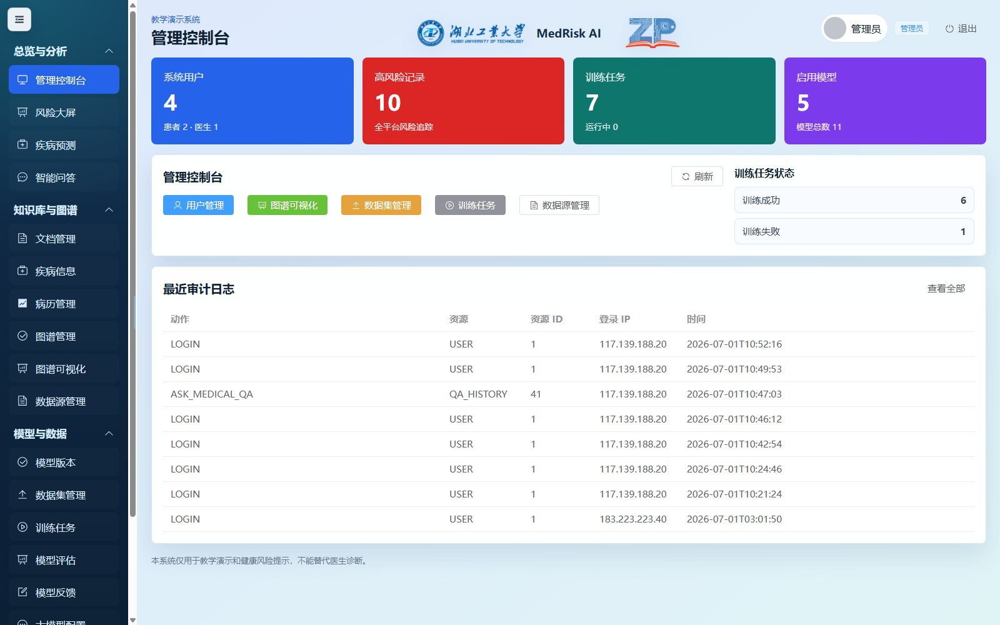 总览与分析
管理控制台
风险大屏
疾病预测
智能问答
知识库与图谱
文档管理
疾病信息
病历管理
图谱管理
图谱可视化
数据源管理
模型与数据
模型版本
数据集管理
训练任务
模型评估
模型反馈
大模型配置
教学演示系统
管理控制台
湖北工业大学
HUBEI UNIVERSITY OF TECHNOLOGY
MedRisk AI
ZP
管理员
管理员
退出
系统用户
4
患者 2 · 医生 1
高风险记录
10
全平台风险追踪
训练任务
7
运行中 0
启用模型
5
模型总数 11
管理控制台
刷新
用户管理
图谱可视化
数据集管理
训练任务
数据源管理
训练任务状态
训练成功 6
训练失败 1
最近审计日志
查看全部
动作 资源 资源 ID 登录 IP 时间
LOGIN USER 1 117.139.188.20 2026-07-01T10:52:16
LOGIN USER 1 117.139.188.20 2026-07-01T10:49:53
ASK_MEDICAL_QA QA_HISTORY 41 117.139.188.20 2026-07-01T10:47:03
LOGIN USER 1 117.139.188.20 2026-07-01T10:46:12
LOGIN USER 1 117.139.188.20 2026-07-01T10:42:54
LOGIN USER 1 117.139.188.20 2026-07-01T10:24:46
LOGIN USER 1 117.139.188.20 2026-07-01T10:21:24
LOGIN USER 1 183.223.223.40 2026-07-01T03:01:50
本系统仅用于教学演示和健康风险提示，不能替代医生诊断。